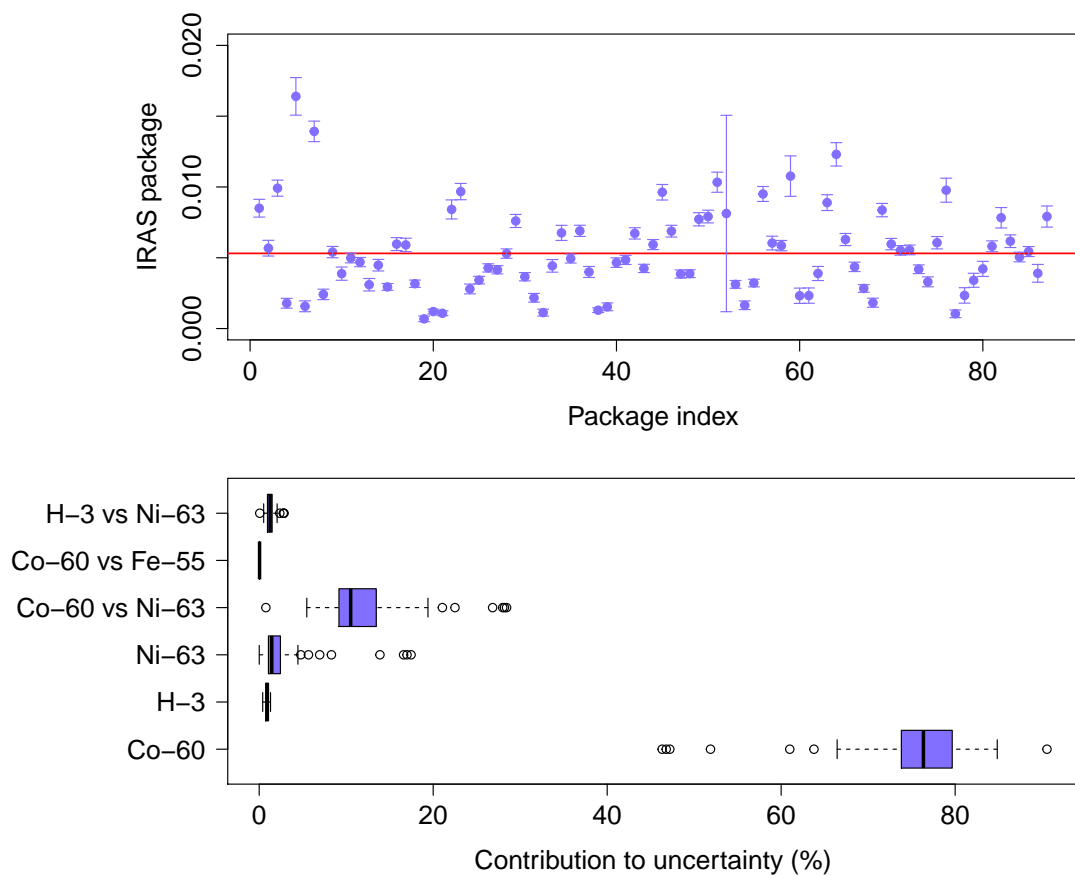 0.020
0.010
0.000
IRAS package
0 20 40 60 80
Package index
H−3 vs Ni−63
Co−60 vs Fe−55
Co−60 vs Ni−63
Ni−63
H−3
Co−60
0 20 40 60 80
Contribution to uncertainty (%)